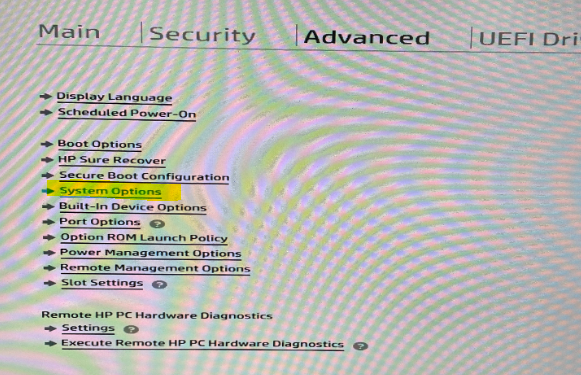 Main | Security | Advanced | UEFI Dri
Display Language
Scheduled Power-On
Boot Options
HP Sure Recover
Secure Boot Configuration
System Options
Built-In Device Options
Port Options ?
Option ROM Launch Policy
Power Management Options
Remote Management Options
Slot Settings ?
Remote HP PC Hardware Diagnostics
Settings ?
Execute Remote HP PC Hardware Diagnostics ?